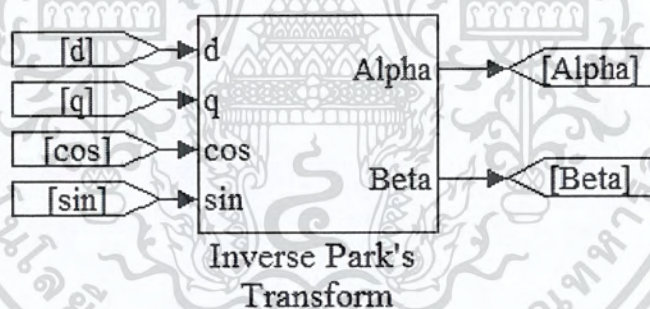 [d]
d
[q]
q
[cos]
cos
[sin]
sin
Alpha
[Alpha]
Beta
[Beta]
Inverse Park's
Transform